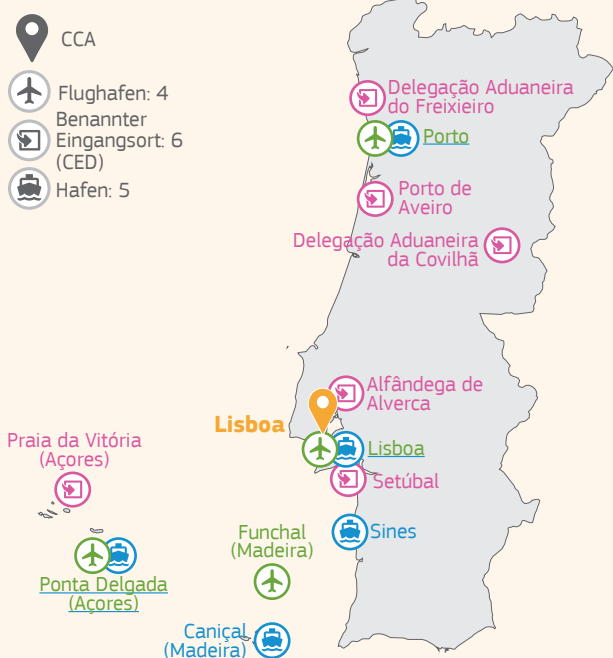 CCA
Flughafen: 4
Benannter
Eingangsort: 6
(CED)
Hafen: 5
Delegação Aduaneira
do Freixieiro
Porto
Porto de
Aveiro
Delegação Aduaneira
da Covilhã
Alfândega de
Alverca
Lisboa
Lisboa
Setúbal
Praia da Vitória
(Açores)
Sines
Funchal
(Madeira)
Ponta Delgada
(Açores)
Caniçal
(Madeira)